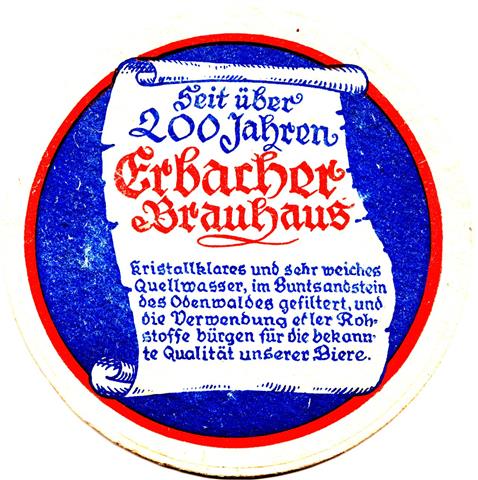 Seit über
200 Jahren
Erbacher
Brauhaus
Kristallklares und sehr weiches
Quellwasser, im Buntsandstein
des Odenwaldes gefiltert, und
die Verwendung edler Roh-
stoffe bürgen für die bekann-
te Qualität unserer Biere.